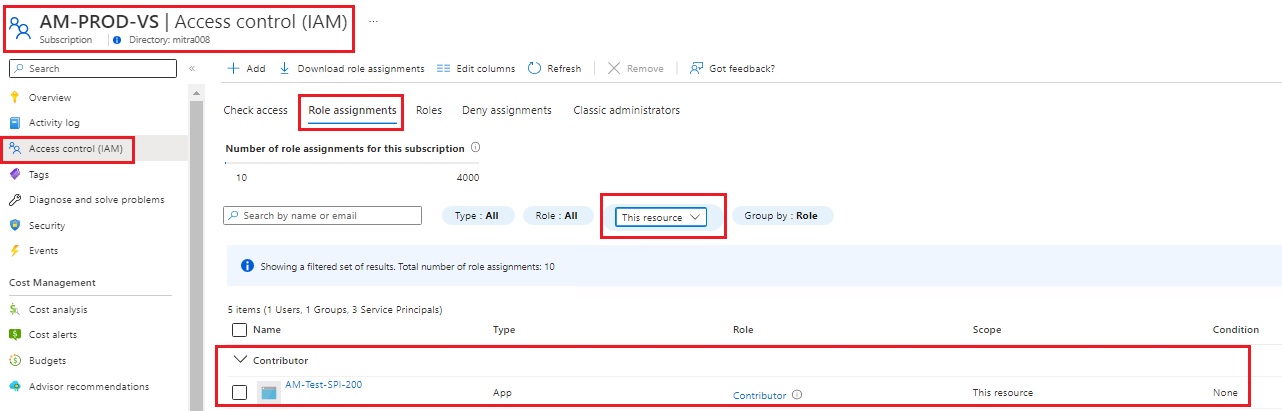 AM-PROD-VS | Access control (IAM) ...
Subscription Directory: mitra008
Search «
Overview
Activity log
Access control (IAM)
Tags
Diagnose and solve problems
Security
Events
Cost Management
Cost analysis
Cost alerts
Budgets
Advisor recommendations
Add Download role assignments Edit columns Refresh Remove Got feedback?
Check access Role assignments Roles Deny assignments Classic administrators
Number of role assignments for this subscription
10 4000
Search by name or email Type : All Role : All This resource Group by : Role
Showing a filtered set of results. Total number of role assignments: 10
5 items (1 Users, 1 Groups, 3 Service Principals)
Name Type Role Scope Condition
Contributor
AM-Test-SPI-200 App Contributor This resource None